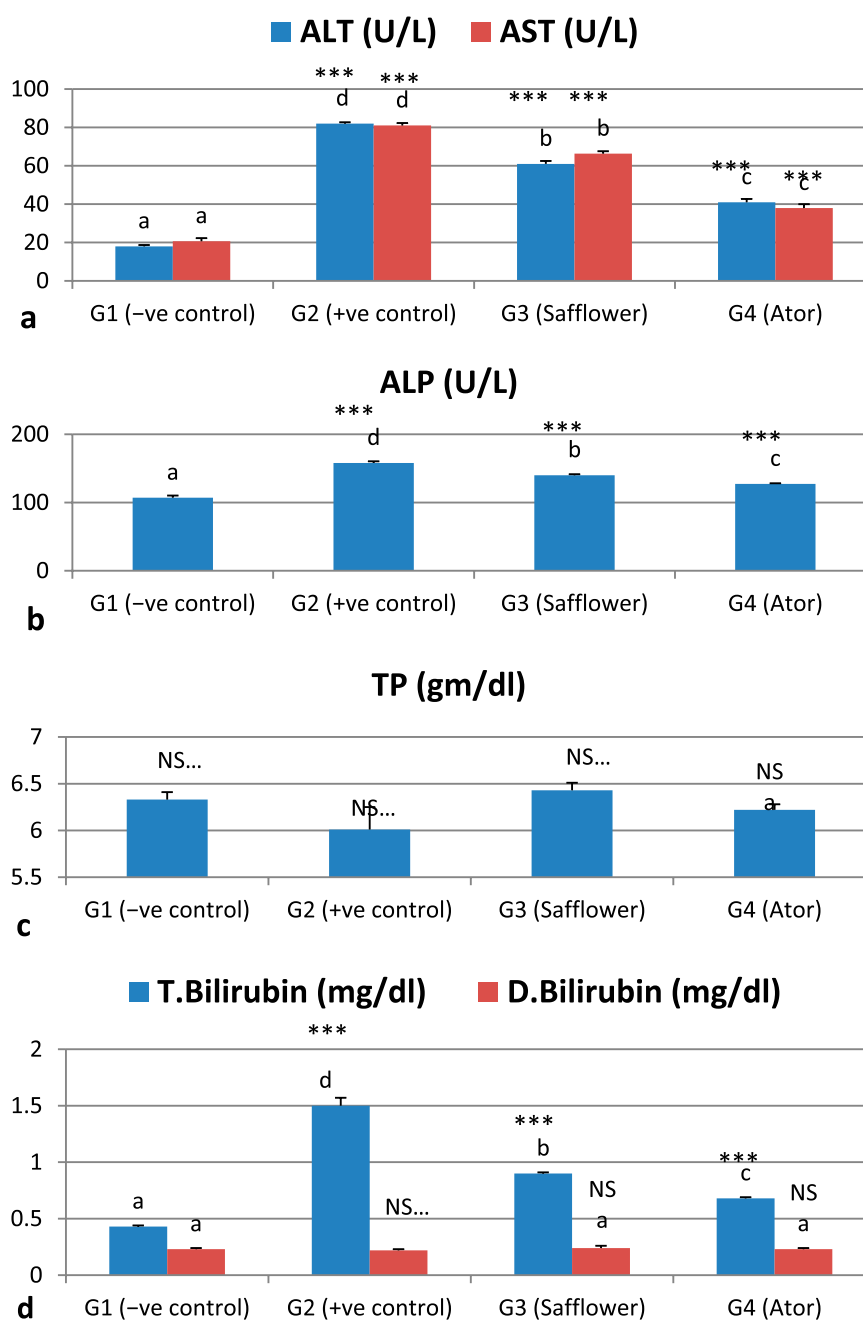 ALT (U/L) AST (U/L)
*** ***
100 d d *** ***
80 b b
60 *** ***
40 a a c c
20
0
G1 (−ve control) G2 (+ve control) G3 (Safflower) G4 (Ator)
a
ALP (U/L)
*** *** ***
200 d b c
a
100
0
G1 (−ve control) G2 (+ve control) G3 (Safflower) G4 (Ator)
b
TP (gm/dl)
7
NS... NS... NS... NS
6.5 a
6
5.5
G1 (−ve control) G2 (+ve control) G3 (Safflower) G4 (Ator)
c
T.Bilirubin (mg/dl) D.Bilirubin (mg/dl)
***
2
d
1.5 *** ***
b c
1 NS... NS NS
a a a a
0.5
0
G1 (−ve control) G2 (+ve control) G3 (Safflower) G4 (Ator)
d